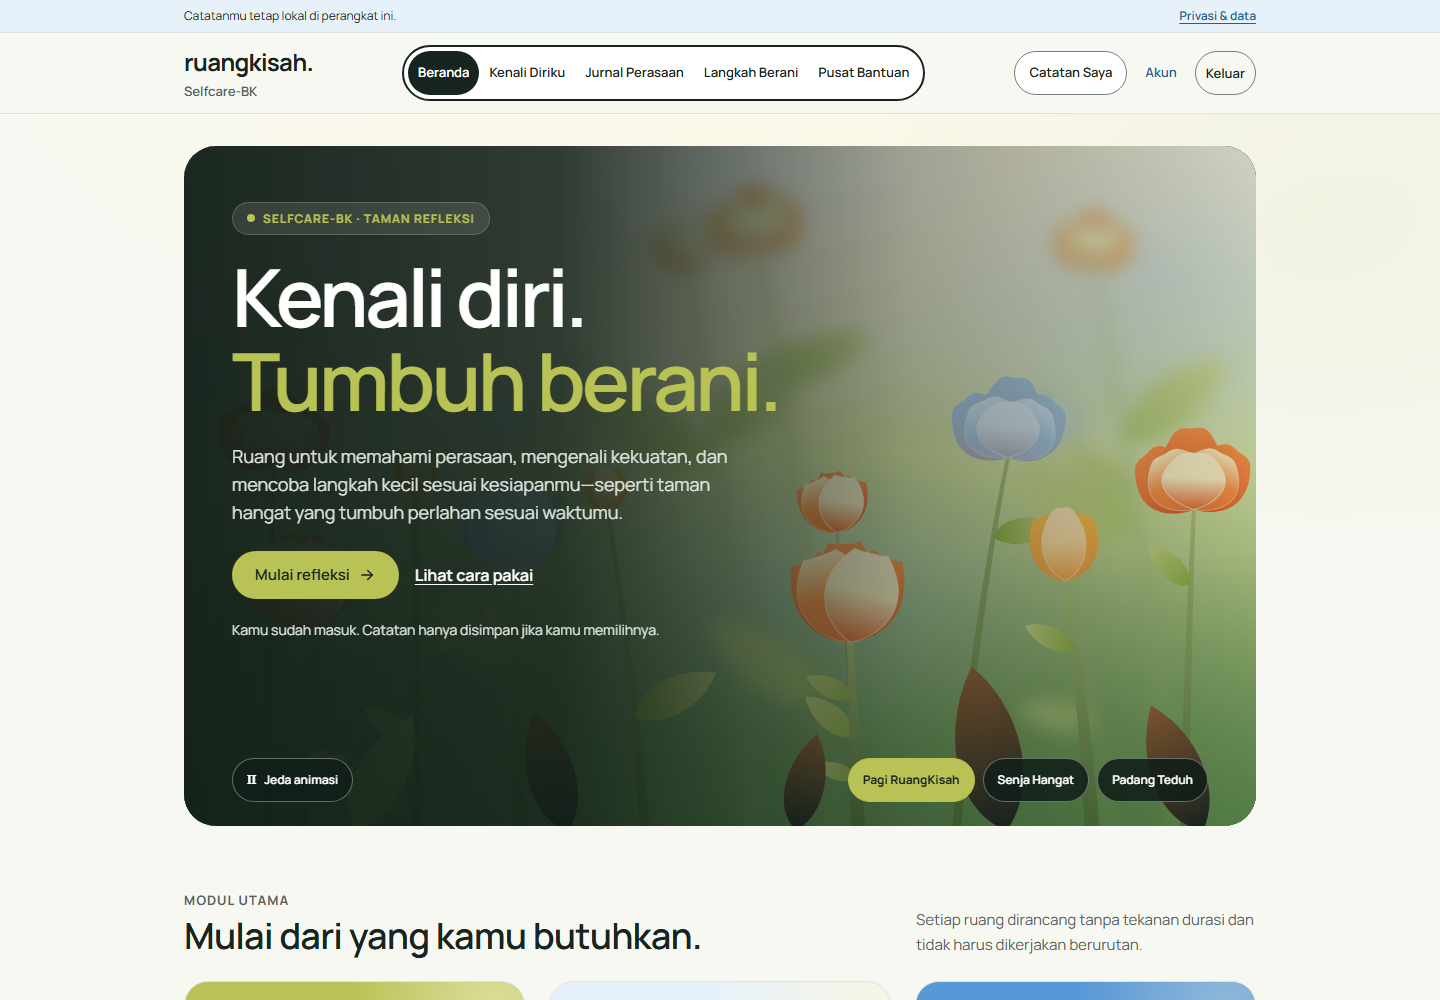 Catatanmu tetap lokal di perangkat ini.
Privasi & data
ruangkisah.
Selfcare-BK
Beranda
Kenali Diriku
Jurnal Perasaan
Langkah Berani
Pusat Bantuan
Catatan Saya
Akun
Keluar
SELFCARE-BK · TAMAN REFLEKSI
Kenali diri.
Tumbuh berani.
Ruang untuk memahami perasaan, mengenali kekuatan, dan
mencoba langkah kecil sesuai kesiapanmu—seperti taman
hangat yang tumbuh perlahan sesuai waktumu.
Mulai refleksi →
Lihat cara pakai
Kamu sudah masuk. Catatan hanya disimpan jika kamu memilihnya.
Jeda animasi
Pagi RuangKisah
Senja Hangat
Padang Teduh
MODUL UTAMA
Mulai dari yang kamu butuhkan.
Setiap ruang dirancang tanpa tekanan durasi dan
tidak harus dikerjakan berurutan.